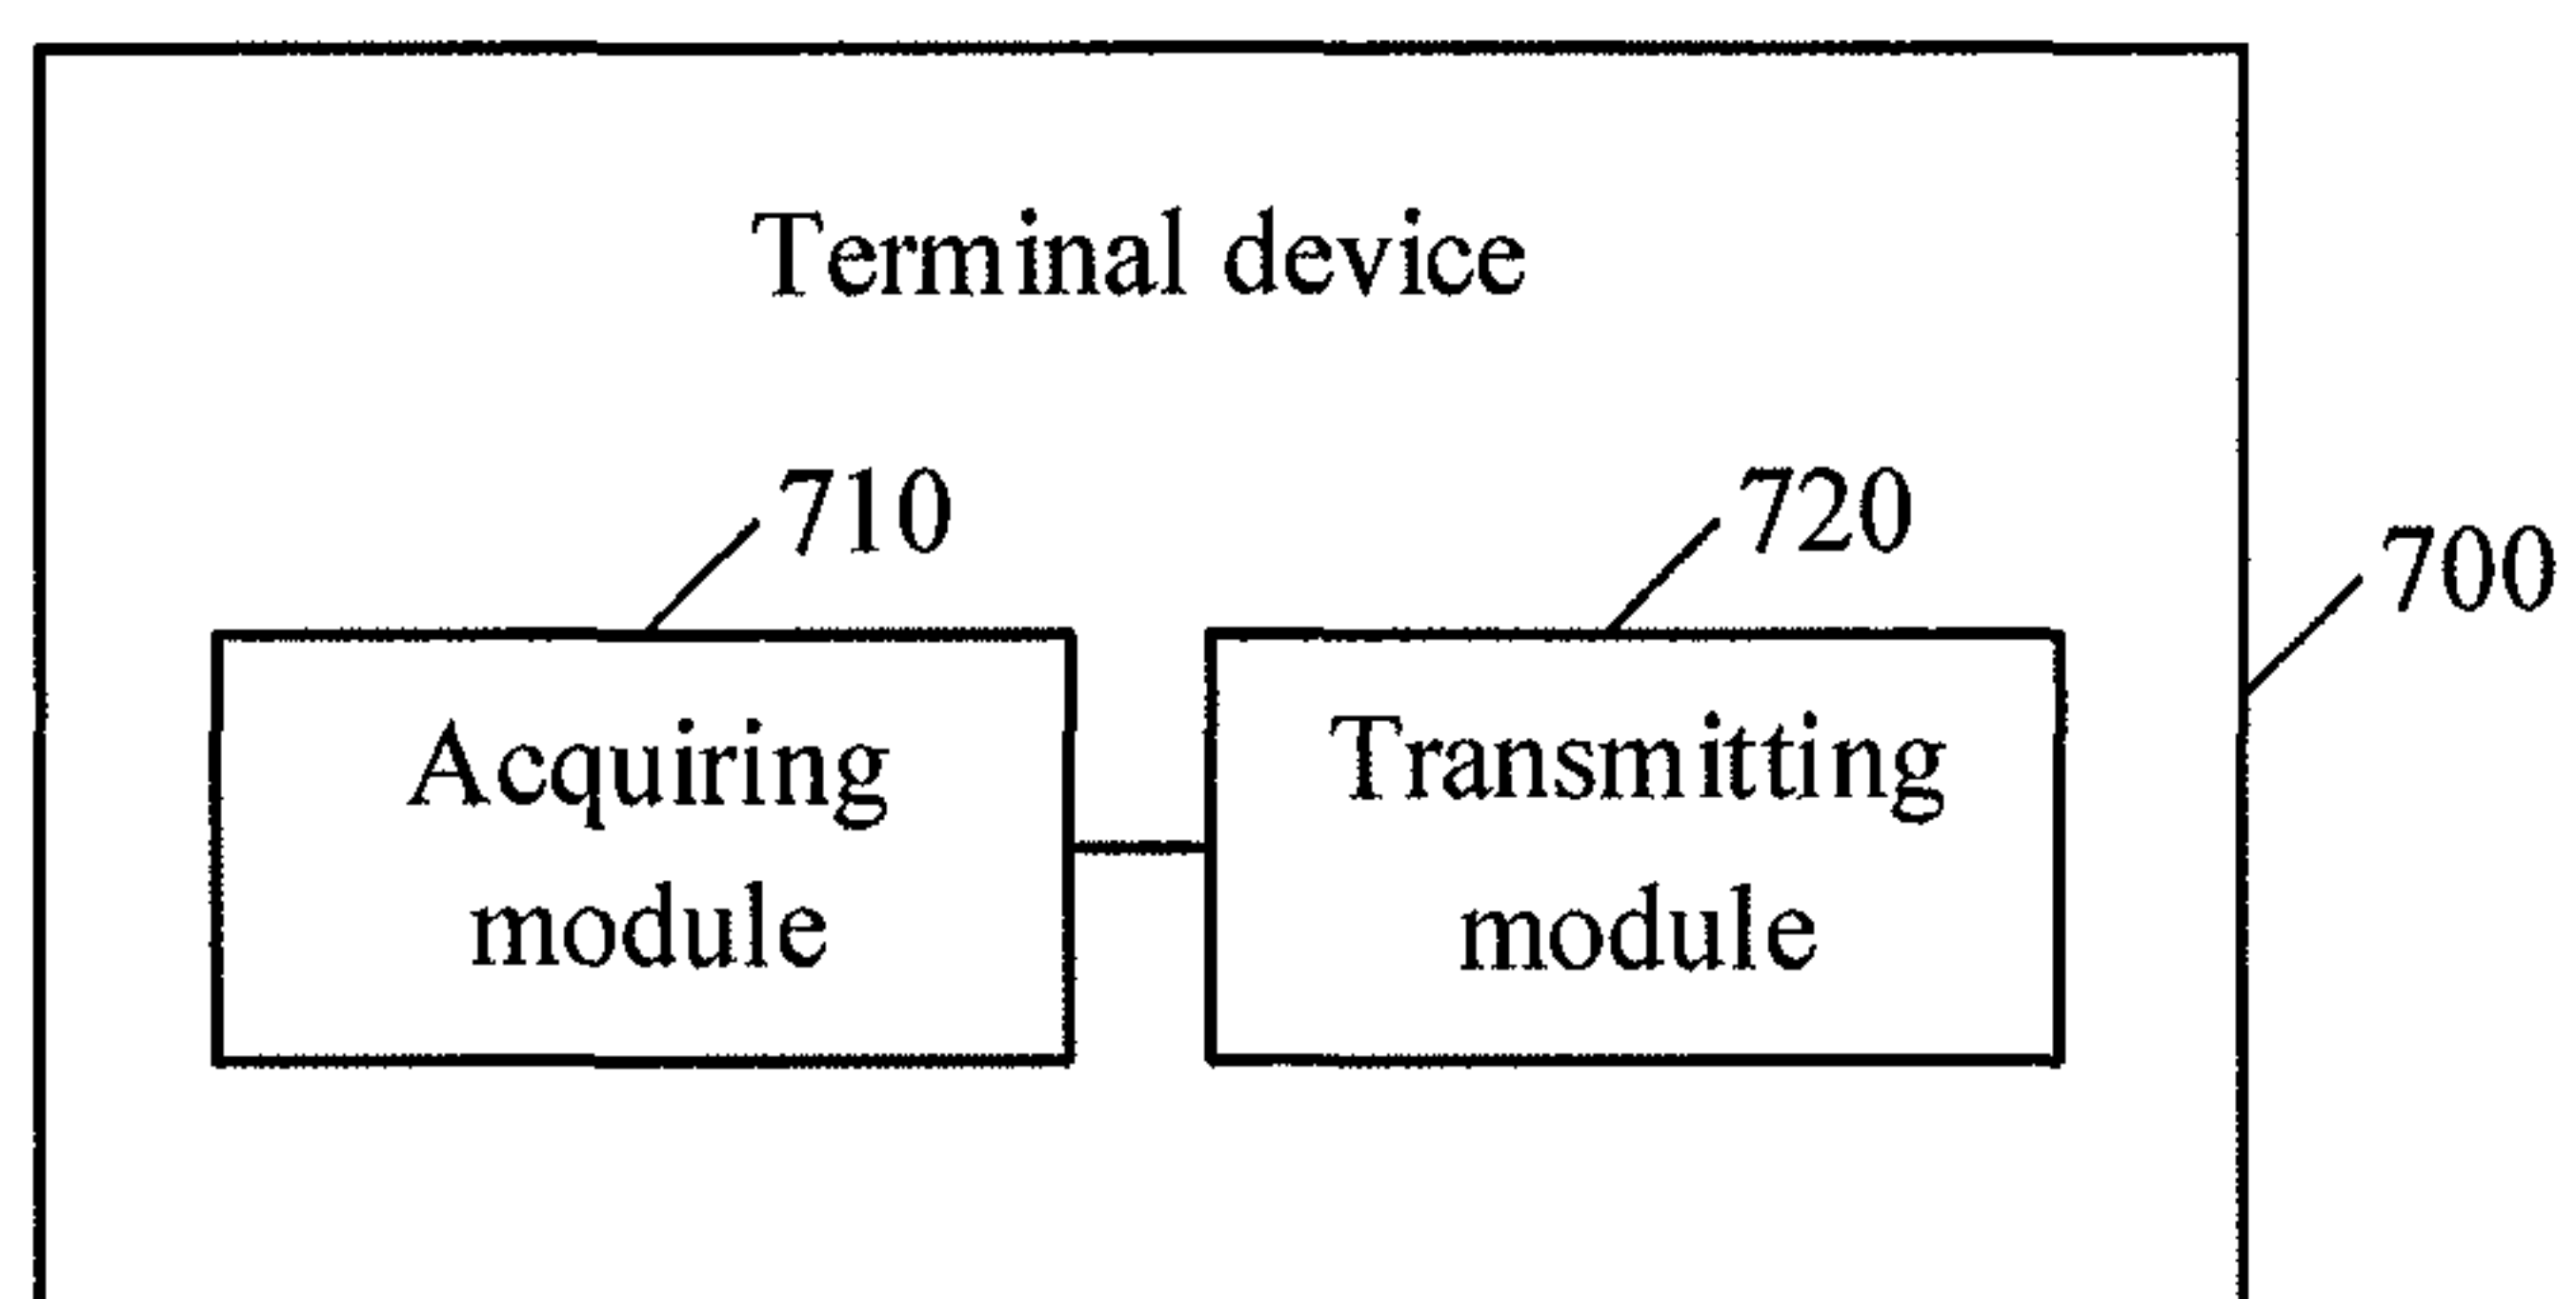 Terminal device
710
720
700
Acquiring
module
Transmitting
module